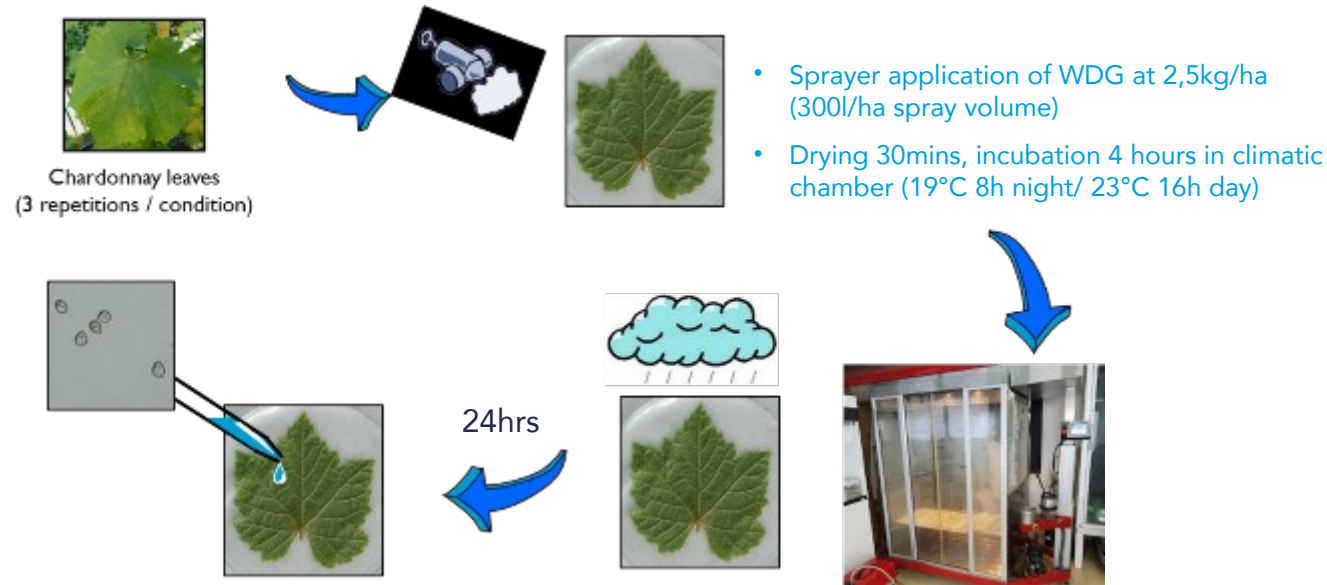 Chardonnay leaves
(3 repetitions / condition)
• Sprayer application of WDG at 2,5kg/ha
(300l/ha spray volume)
• Drying 30mins, incubation 4 hours in climatic
chamber (19°C 8h night/ 23°C 16h day)
24hrs